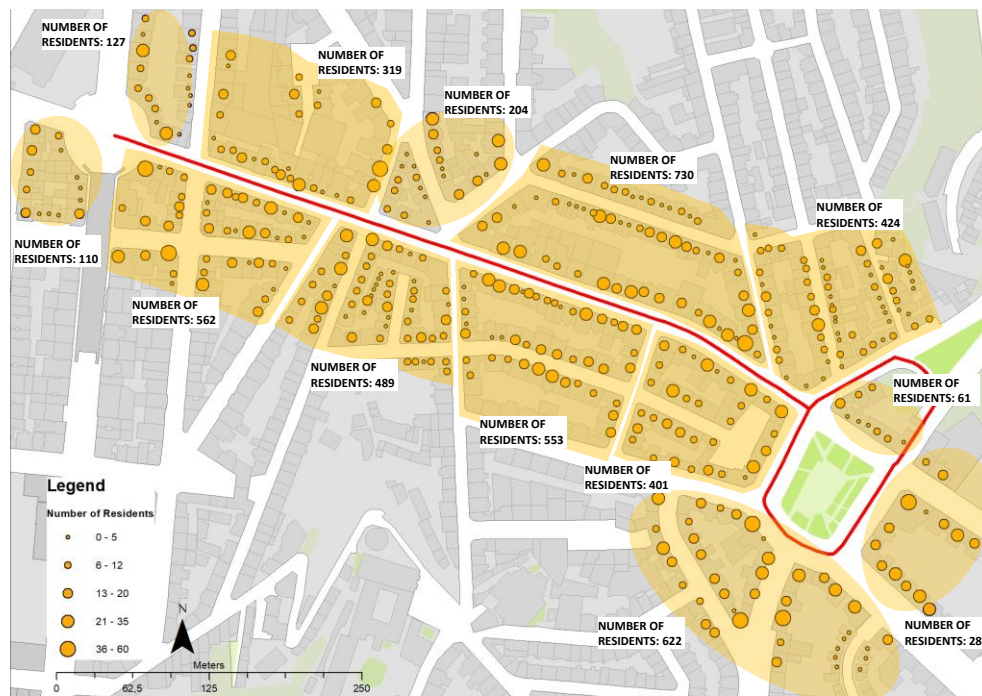 NUMBER OF
RESIDENTS: 127
NUMBER OF
RESIDENTS: 319
NUMBER OF
RESIDENTS: 204
NUMBER OF
RESIDENTS: 730
NUMBER OF
RESIDENTS: 424
NUMBER OF
RESIDENTS: 110
NUMBER OF
RESIDENTS: 562
NUMBER OF
RESIDENTS: 489
NUMBER OF
RESIDENTS: 61
NUMBER OF
RESIDENTS: 553
NUMBER OF
RESIDENTS: 401
NUMBER OF
RESIDENTS: 622
NUMBER OF
RESIDENTS: 28
Legend
Number of Residents
0 - 5
6 - 12
13 - 20
21 - 35
36 - 60
N
Meters
0 62,5 125 250